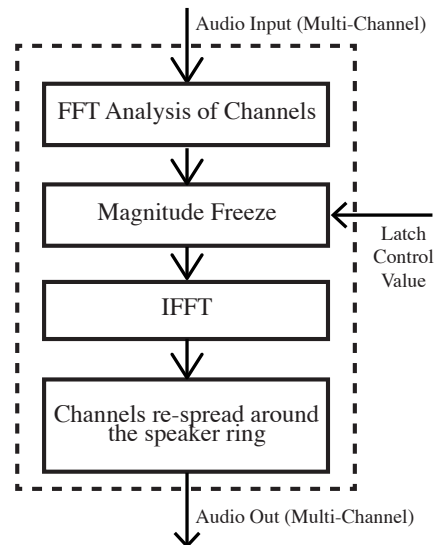 Audio Input (Multi-Channel)
FFT Analysis of Channels
Magnitude Freeze
Latch
Control
Value
IFFT
Channels re-spread around
the speaker ring
Audio Out (Multi-Channel)